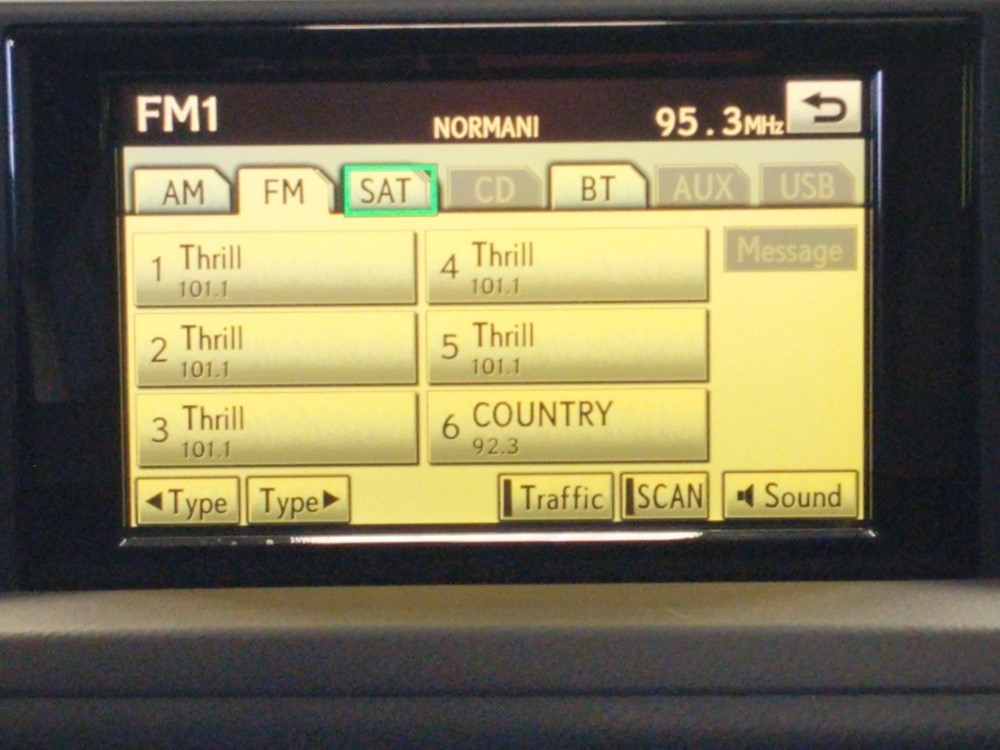 FM1 NORMANI 95.3MHz
AM FM SAT CD BT AUX USB
1 Thrill 101.1
4 Thrill 101.1
Message
2 Thrill 101.1
5 Thrill 101.1
3 Thrill 101.1
6 COUNTRY 92.3
◄Type Type► Traffic SCAN Sound